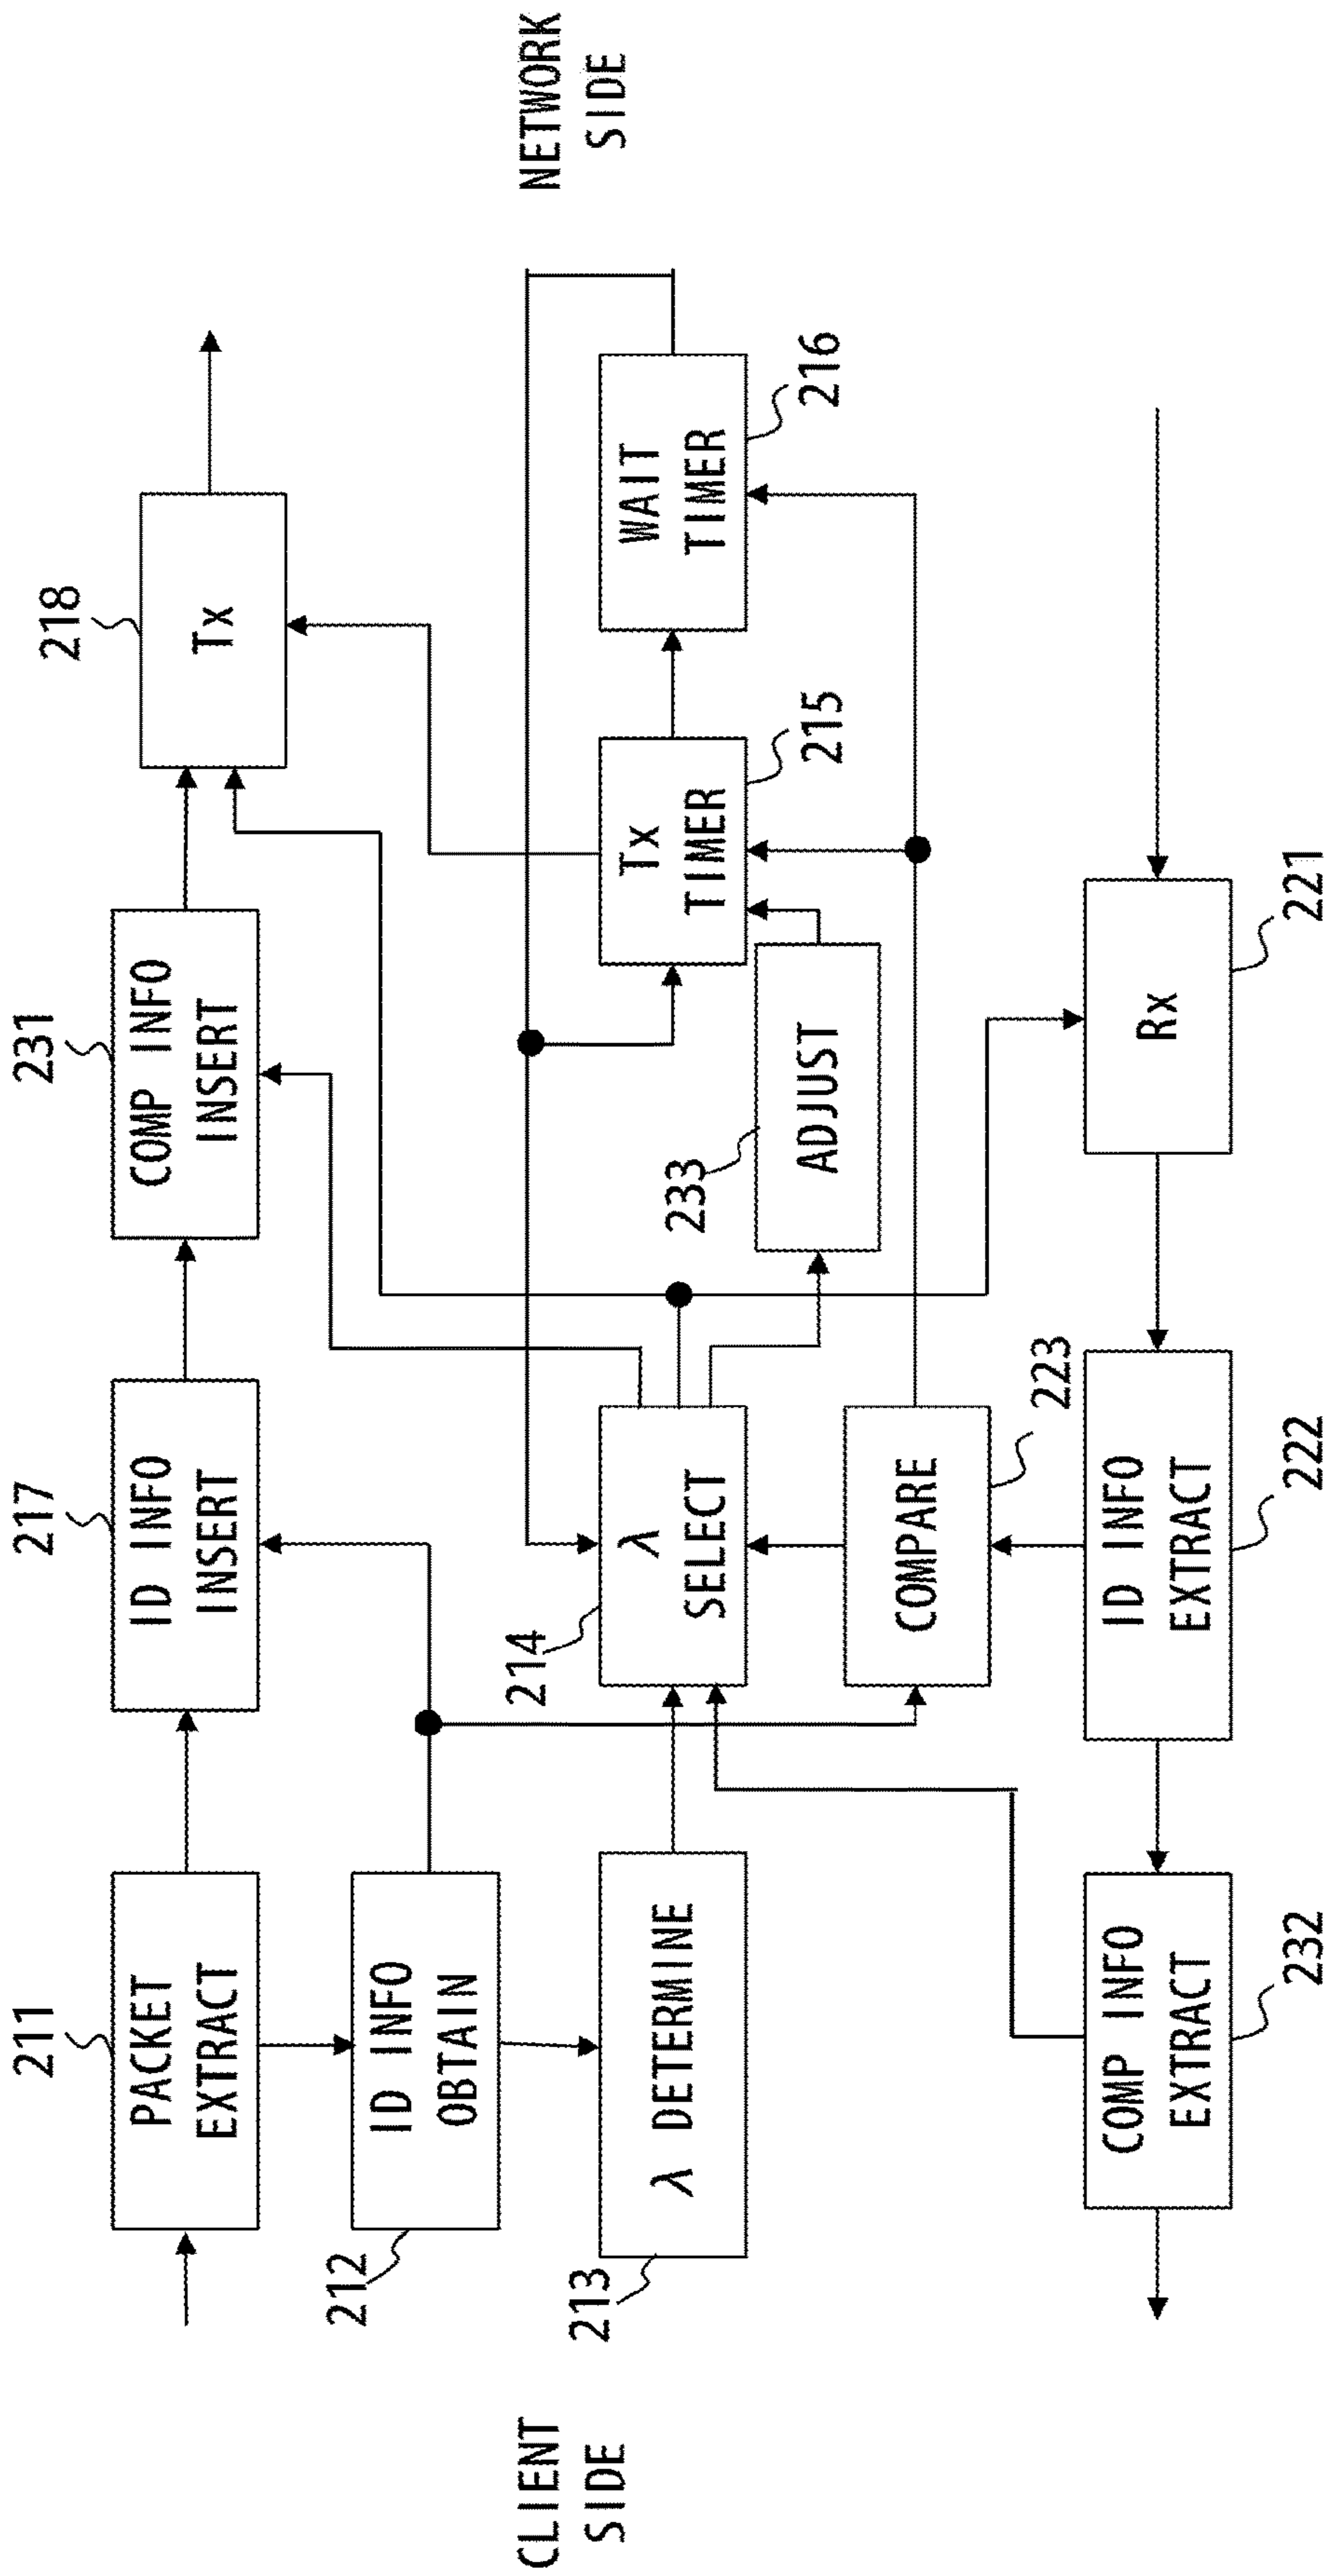 CLIENT
SIDE
NETWORK
SIDE
211
PACKET
EXTRACT
217
ID INFO
INSERT
231
COMP INFO
INSERT
218
Tx
212
ID INFO
OBTAIN
213
λ DETERMINE
214
λ
SELECT
Tx
TIMER
215
WAIT
TIMER
216
233
ADJUST
COMPARE
223
COMP INFO
EXTRACT
232
ID INFO
EXTRACT
222
Rx
221